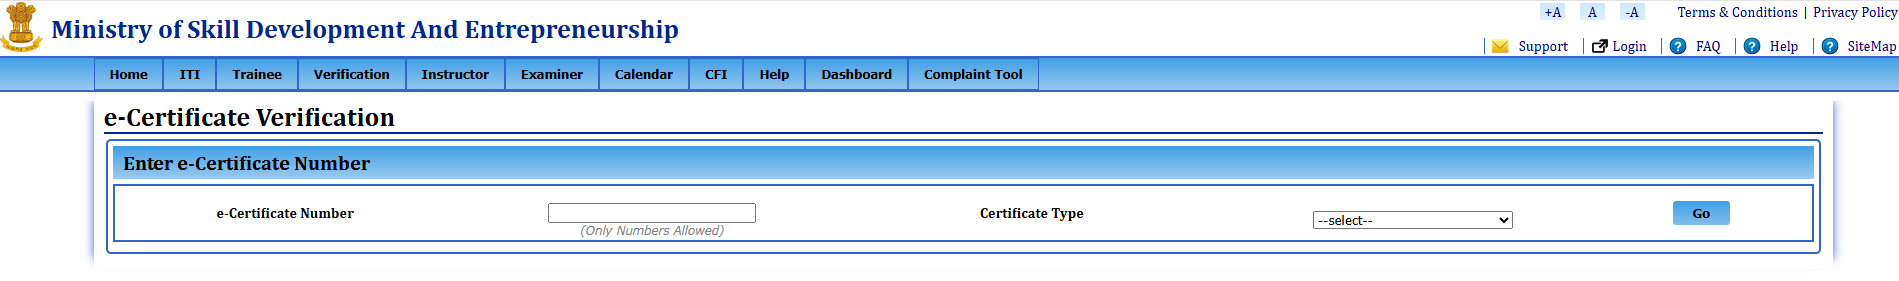 +A A -A Terms & Conditions | Privacy Policy
Ministry of Skill Development And Entrepreneurship
Support Login FAQ Help SiteMap
Home ITI Trainee Verification Instructor Examiner Calendar CFI Help Dashboard Complaint Tool
e-Certificate Verification
Enter e-Certificate Number
e-Certificate Number Certificate Type --select-- Go
(Only Numbers Allowed)